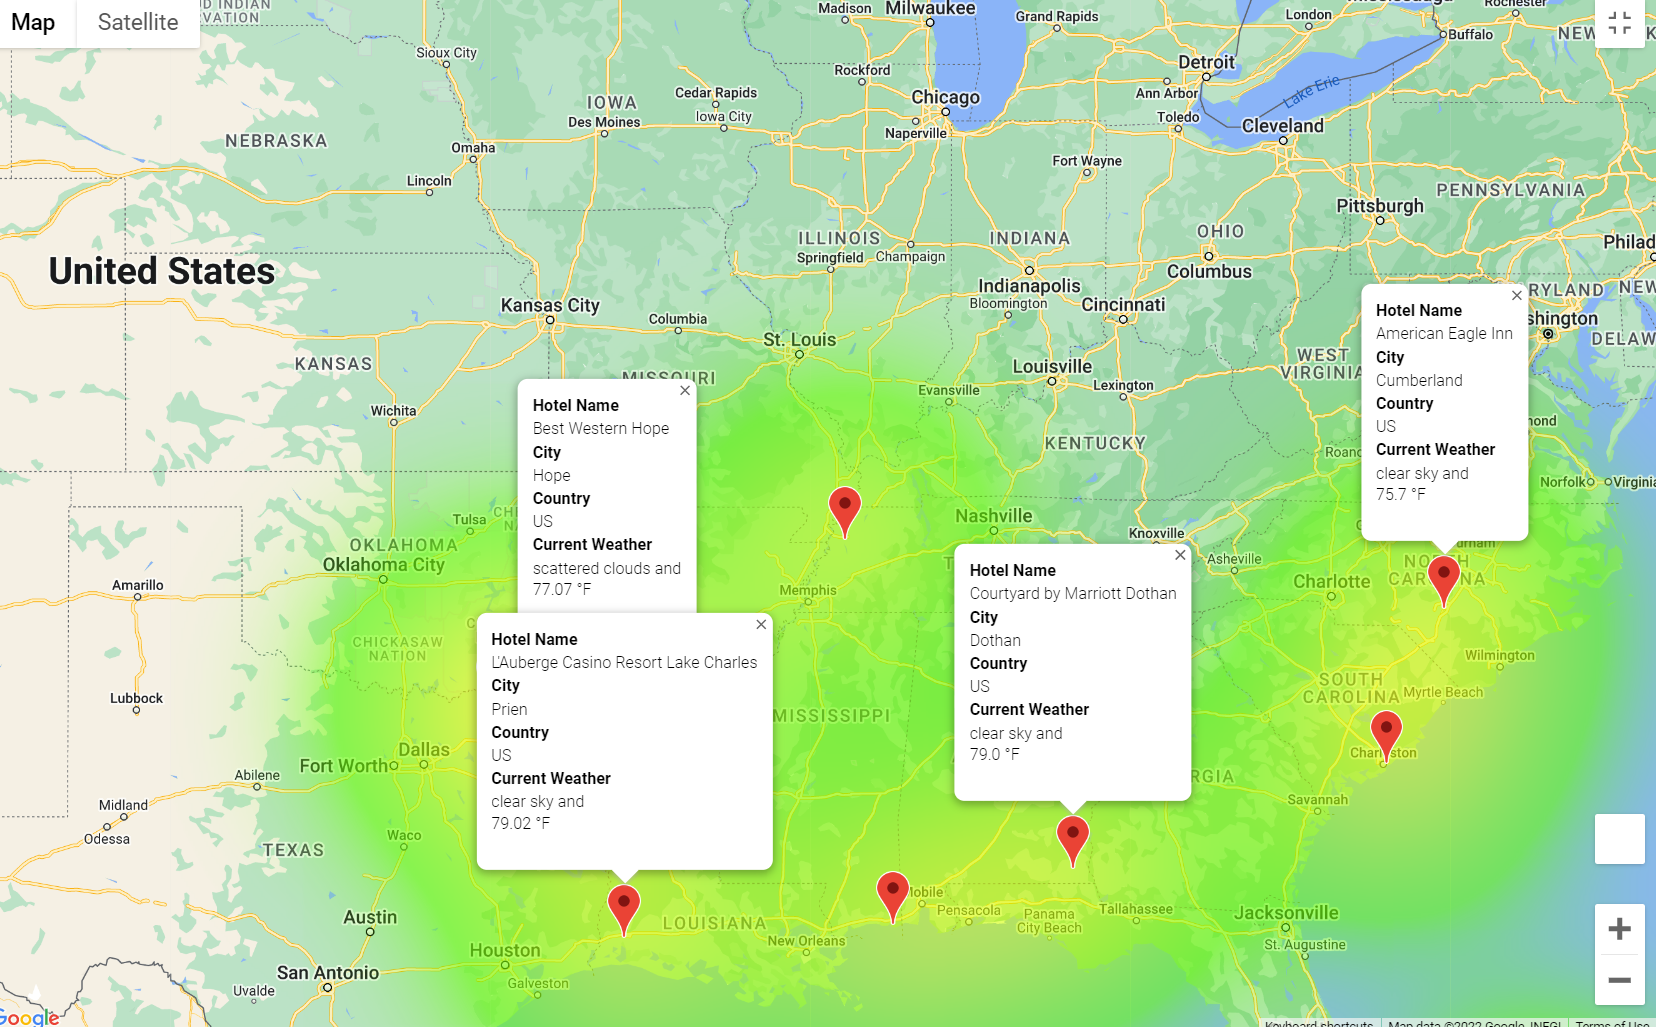 Map
Satellite
D INDIAN
VATION
Madison
Milwaukee
Grand Rapids
London
Rochester
Buffalo
Sioux City
Rockford
Detroit
Ann Arbor
Lake Erie
Cedar Rapids
Chicago
IOWA
Iowa City
Des Moines
Naperville
Toledo
Cleveland
NEBRASKA
Omaha
Fort Wayne
Lincoln
PENNSYLVANIA
Pittsburgh
ILLINOIS
INDIANA
OHIO
Springfield
Champaign
Philad
United States
Columbus
Indianapolis
Kansas City
Bloomington
Cincinnati
RYLAND
NEW
Columbia
shington
St. Louis
DELAW
KANSAS
WEST
VIRGINIA
Louisville
MISSOURI
Lexington
Evansville
Wichita
KENTUCKY
mond
Roano
Norfolk
Virginia
Nashville
Tulsa
Knoxville
OKLAHOMA
Oklahoma City
Asheville
NORTH
CAROLINA
Charlotte
Amarillo
Memphis
CHICKASAW
NATION
Wilmington
SOUTH
CAROLINA
Myrtle Beach
Lubbock
MISSISSIPPI
Dallas
Fort Worth
Charleston
Abilene
RGIA
Savannah
Midland
Odessa
Waco
TEXAS
Mobile
Pensacola
Panama
City Beach
Tallahassee
Jacksonville
Austin
LOUISIANA
New Orleans
St. Augustine
Houston
San Antonio
Galveston
Uvalde
Hotel Name
American Eagle Inn
City
Cumberland
Country
US
Current Weather
clear sky and
75.7 °F
Hotel Name
Best Western Hope
City
Hope
Country
US
Current Weather
scattered clouds and
77.07 °F
Hotel Name
Courtyard by Marriott Dothan
City
Dothan
Country
US
Current Weather
clear sky and
79.0 °F
Hotel Name
L'Auberge Casino Resort Lake Charles
City
Prien
Country
US
Current Weather
clear sky and
79.02 °F
Google
Keyboard shortcuts
Map data ©2022 Google, INEGI
Terms of Use